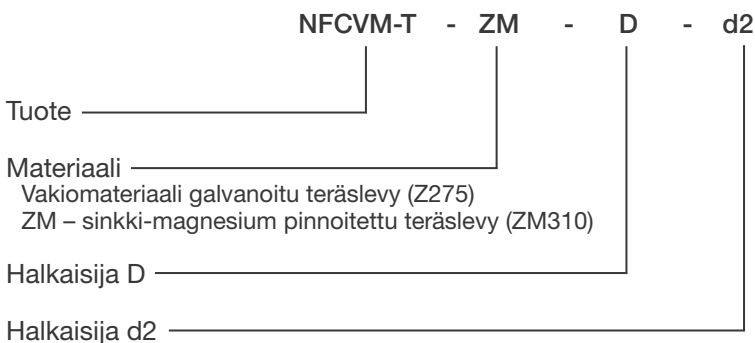 NFCVM-T - ZM - D - d2
Tuote
Materiaali
Vakiomateriaali galvanoitu teräslevy (Z275)
ZM – sinkki-magnesium pinnoitettu teräslevy (ZM310)
Halkaisija D
Halkaisija d2